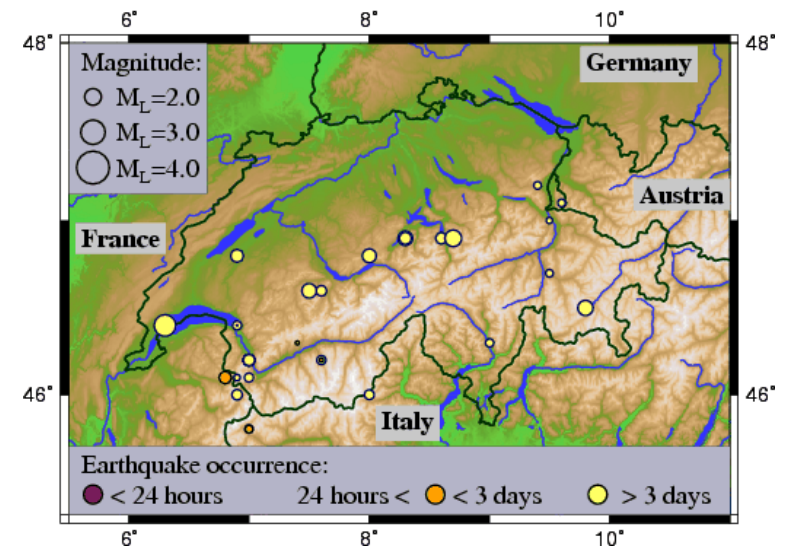 6° 8° 10°
48° 48°
Magnitude:
M_L=2.0
M_L=3.0
M_L=4.0
Germany
Austria
France
46° 46°
Italy
Earthquake occurrence:
< 24 hours 24 hours < < 3 days > 3 days
6° 8° 10°